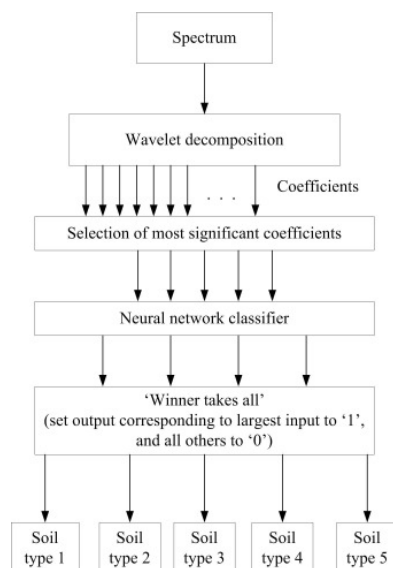 Spectrum
Wavelet decomposition
Coefficients
. . .
Selection of most significant coefficients
Neural network classifier
‘Winner takes all’
(set output corresponding to largest input to ‘1’,
and all others to ‘0’)
Soil
type 1
Soil
type 2
Soil
type 3
Soil
type 4
Soil
type 5